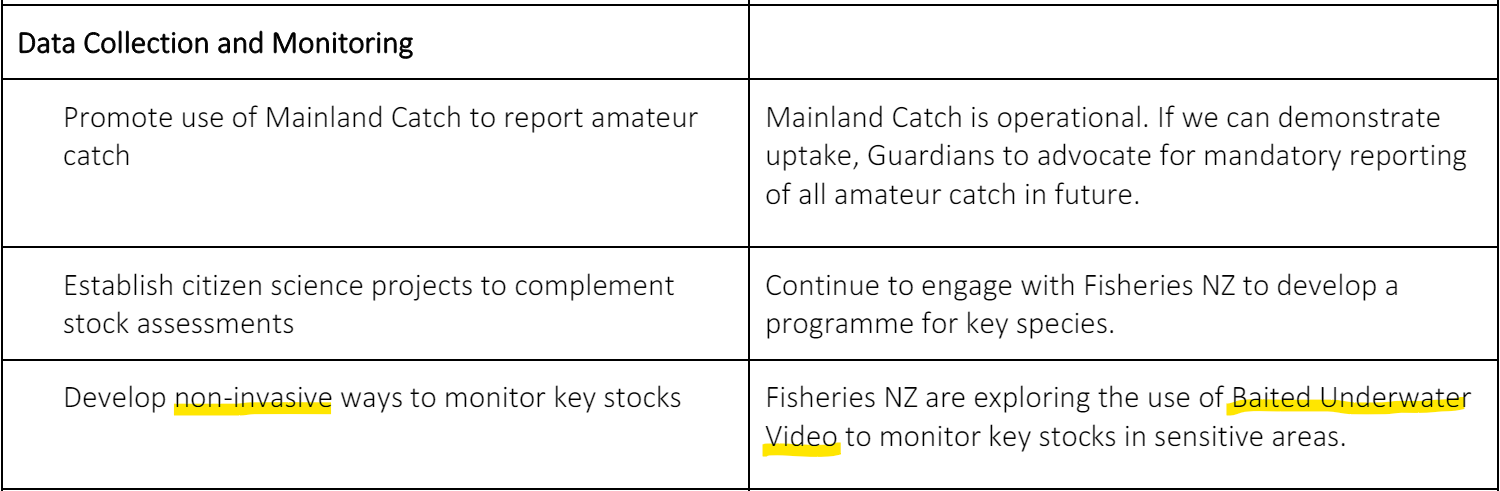 Data Collection and Monitoring
Promote use of Mainland Catch to report amateur
catch
Mainland Catch is operational. If we can demonstrate
uptake, Guardians to advocate for mandatory reporting
of all amateur catch in future.
Establish citizen science projects to complement
stock assessments
Continue to engage with Fisheries NZ to develop a
programme for key species.
Develop non-invasive ways to monitor key stocks
Fisheries NZ are exploring the use of Baited Underwater
Video to monitor key stocks in sensitive areas.